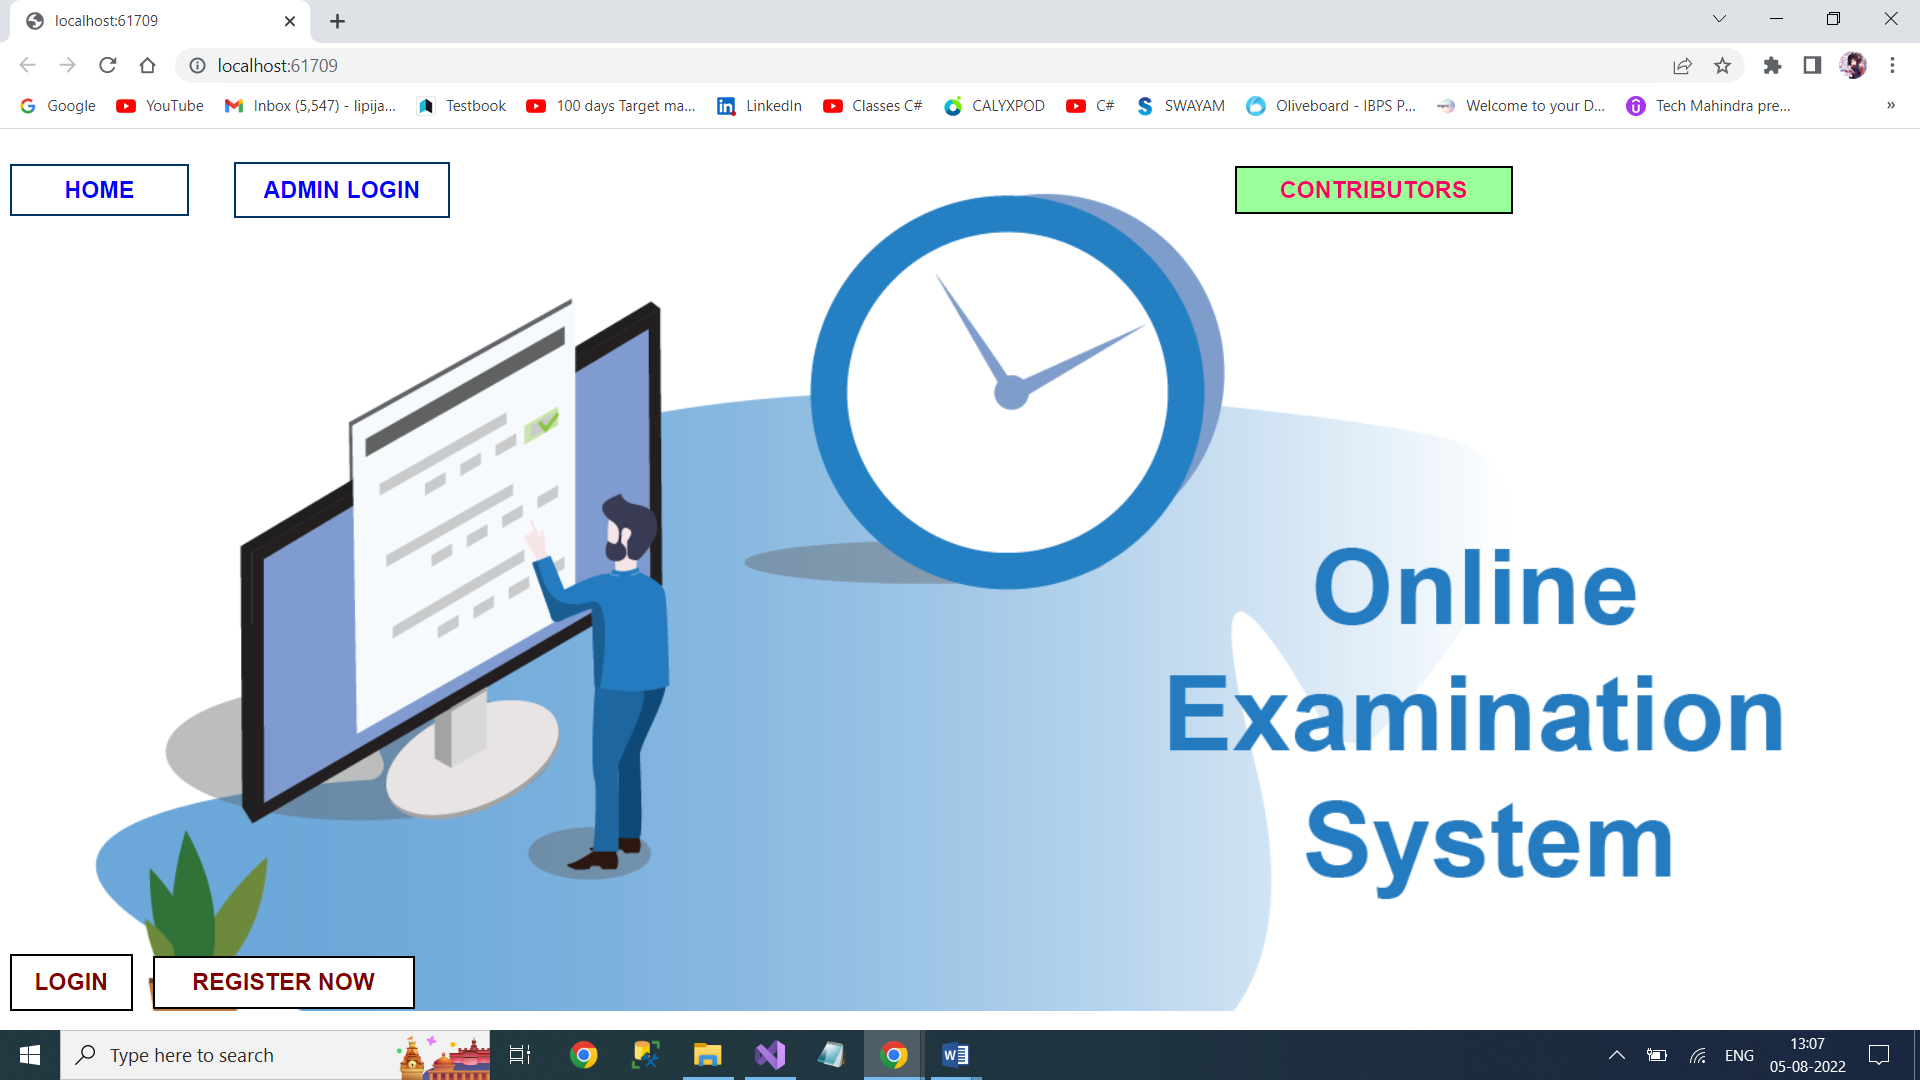 localhost:61709
localhost:61709
Google YouTube Inbox (5,547) - lipija... Testbook 100 days Target ma... LinkedIn Classes C# CALYXPOD C# SWAYAM Oliveboard - IBPS P... Welcome to your D... Tech Mahindra pre... »
HOME ADMIN LOGIN CONTRIBUTORS
Online
Examination
System
LOGIN REGISTER NOW
Type here to search
ENG
13:07
05-08-2022